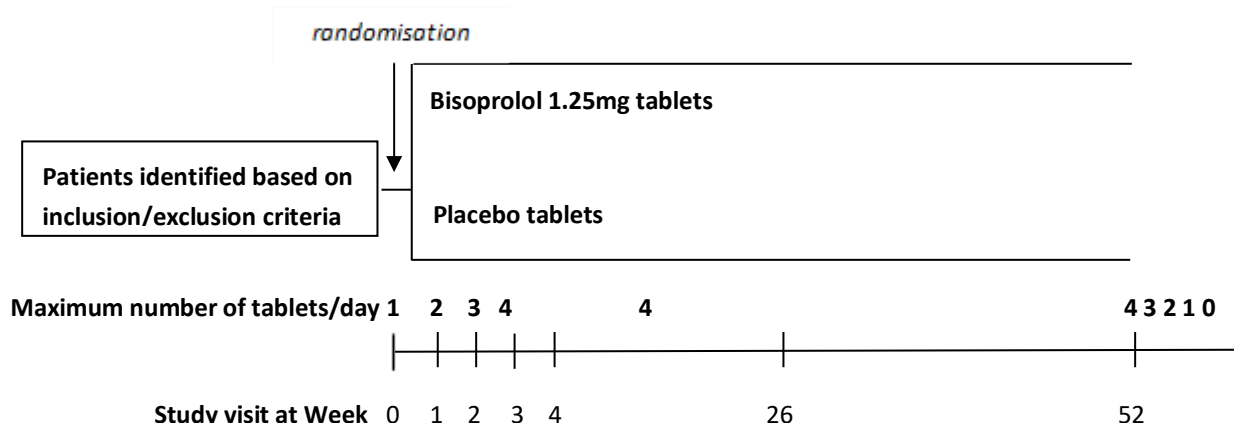 randomisation
Bisoprolol 1.25mg tablets
Patients identified based on
inclusion/exclusion criteria
Placebo tablets
Maximum number of tablets/day 1 2 3 4 4 4 3 2 1 0
Study visit at Week 0 1 2 3 4 26 52